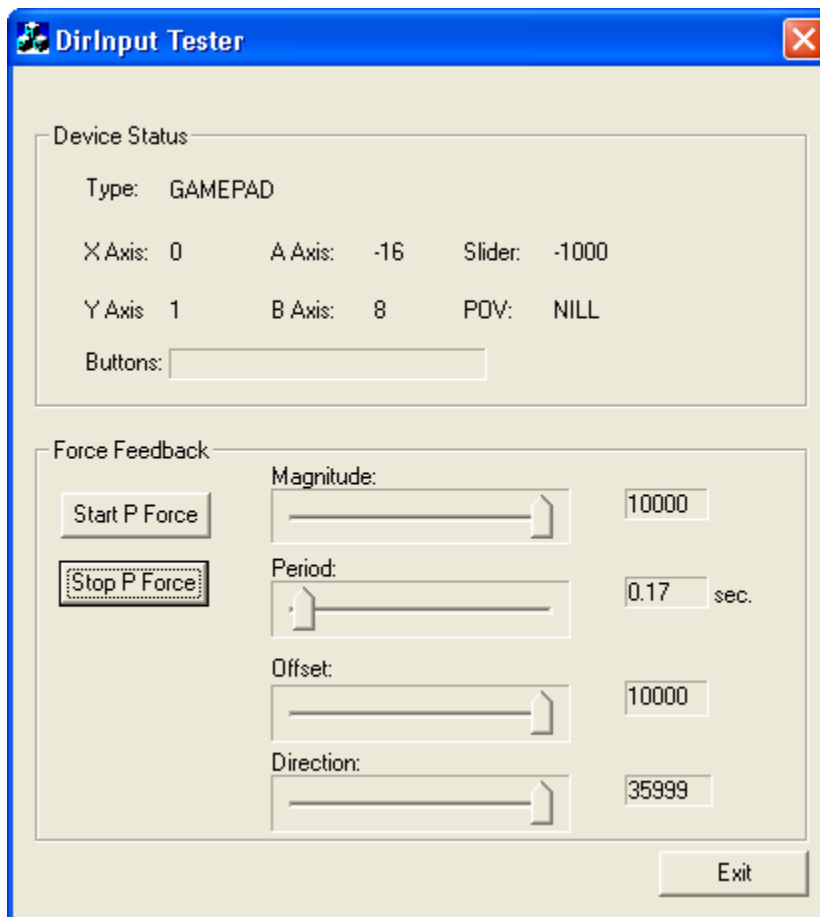 DirInput Tester
Device Status
Type: GAMEPAD
X Axis: 0 A Axis: -16 Slider: -1000
Y Axis 1 B Axis: 8 POV: NILL
Buttons:
Force Feedback
Magnitude:
Start P Force 10000
Period:
Stop P Force 0.17 sec.
Offset:
10000
Direction:
35999
Exit